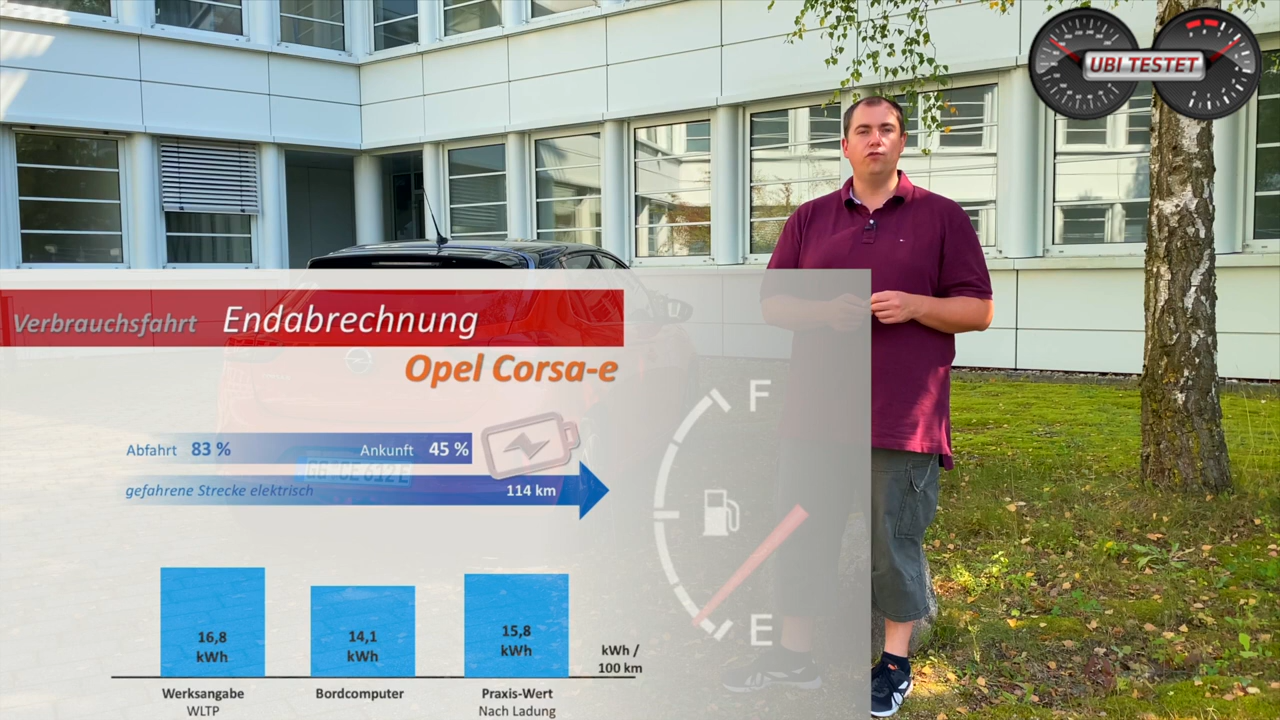 UBI TESTET
Verbrauchsfahrt Endabrechnung
Opel Corsa-e
Abfahrt 83 % Ankunft 45 %
gefahrene Strecke elektrisch 114 km
F
E
16,8 kWh
14,1 kWh
15,8 kWh
kWh / 100 km
Werksangabe
WLTP
Bordcomputer
Praxis-Wert
Nach Ladung